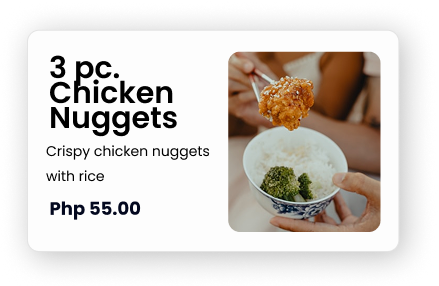 3 pc.
Chicken
Nuggets
Crispy chicken nuggets
with rice
Php 55.00